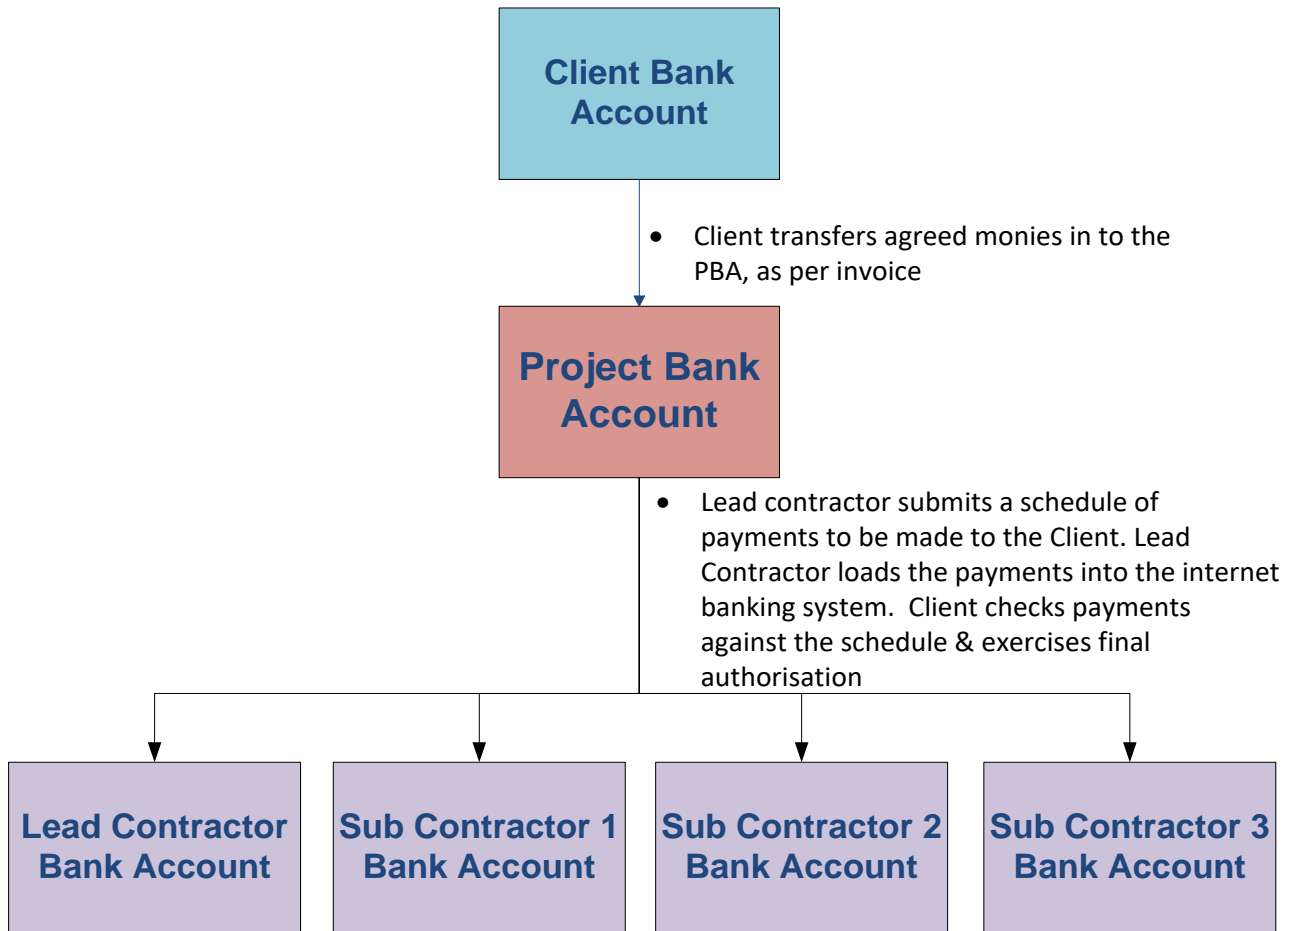 Client Bank
Account
• Client transfers agreed monies in to the
PBA, as per invoice
Project Bank
Account
• Lead contractor submits a schedule of
payments to be made to the Client. Lead
Contractor loads the payments into the internet
banking system.  Client checks payments
against the schedule & exercises final
authorisation
Lead Contractor
Bank Account
Sub Contractor 1
Bank Account
Sub Contractor 2
Bank Account
Sub Contractor 3
Bank Account